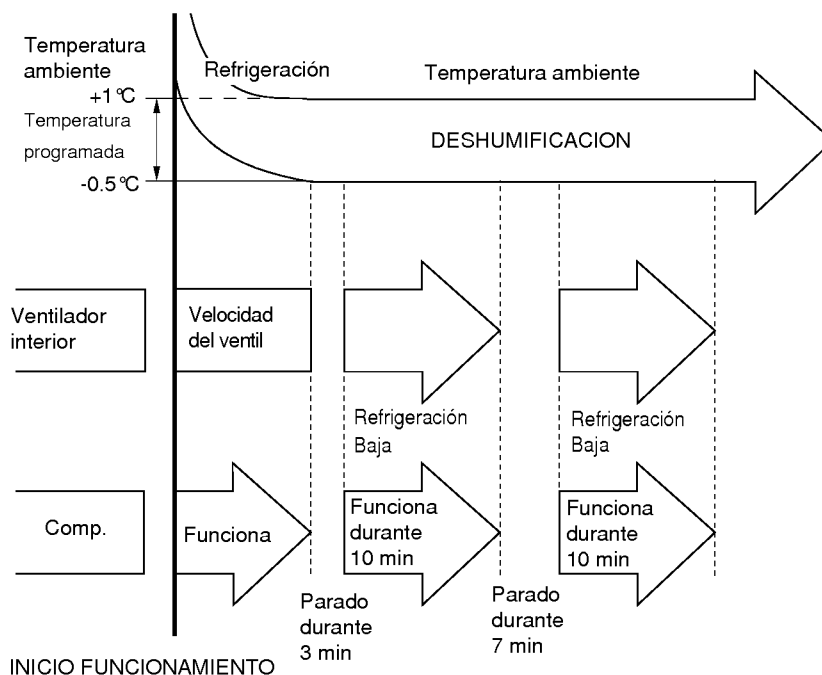 Temperatura
ambiente
Refrigeración
Temperatura ambiente
+1°C
Temperatura
programada
DESHUMIFICACION
-0.5°C
Ventilador
interior
Velocidad
del ventil
Refrigeración
Baja
Refrigeración
Baja
Comp.
Funciona
Funciona
durante
10 min
Funciona
durante
10 min
Parado
durante
3 min
Parado
durante
7 min
INICIO FUNCIONAMIENTO